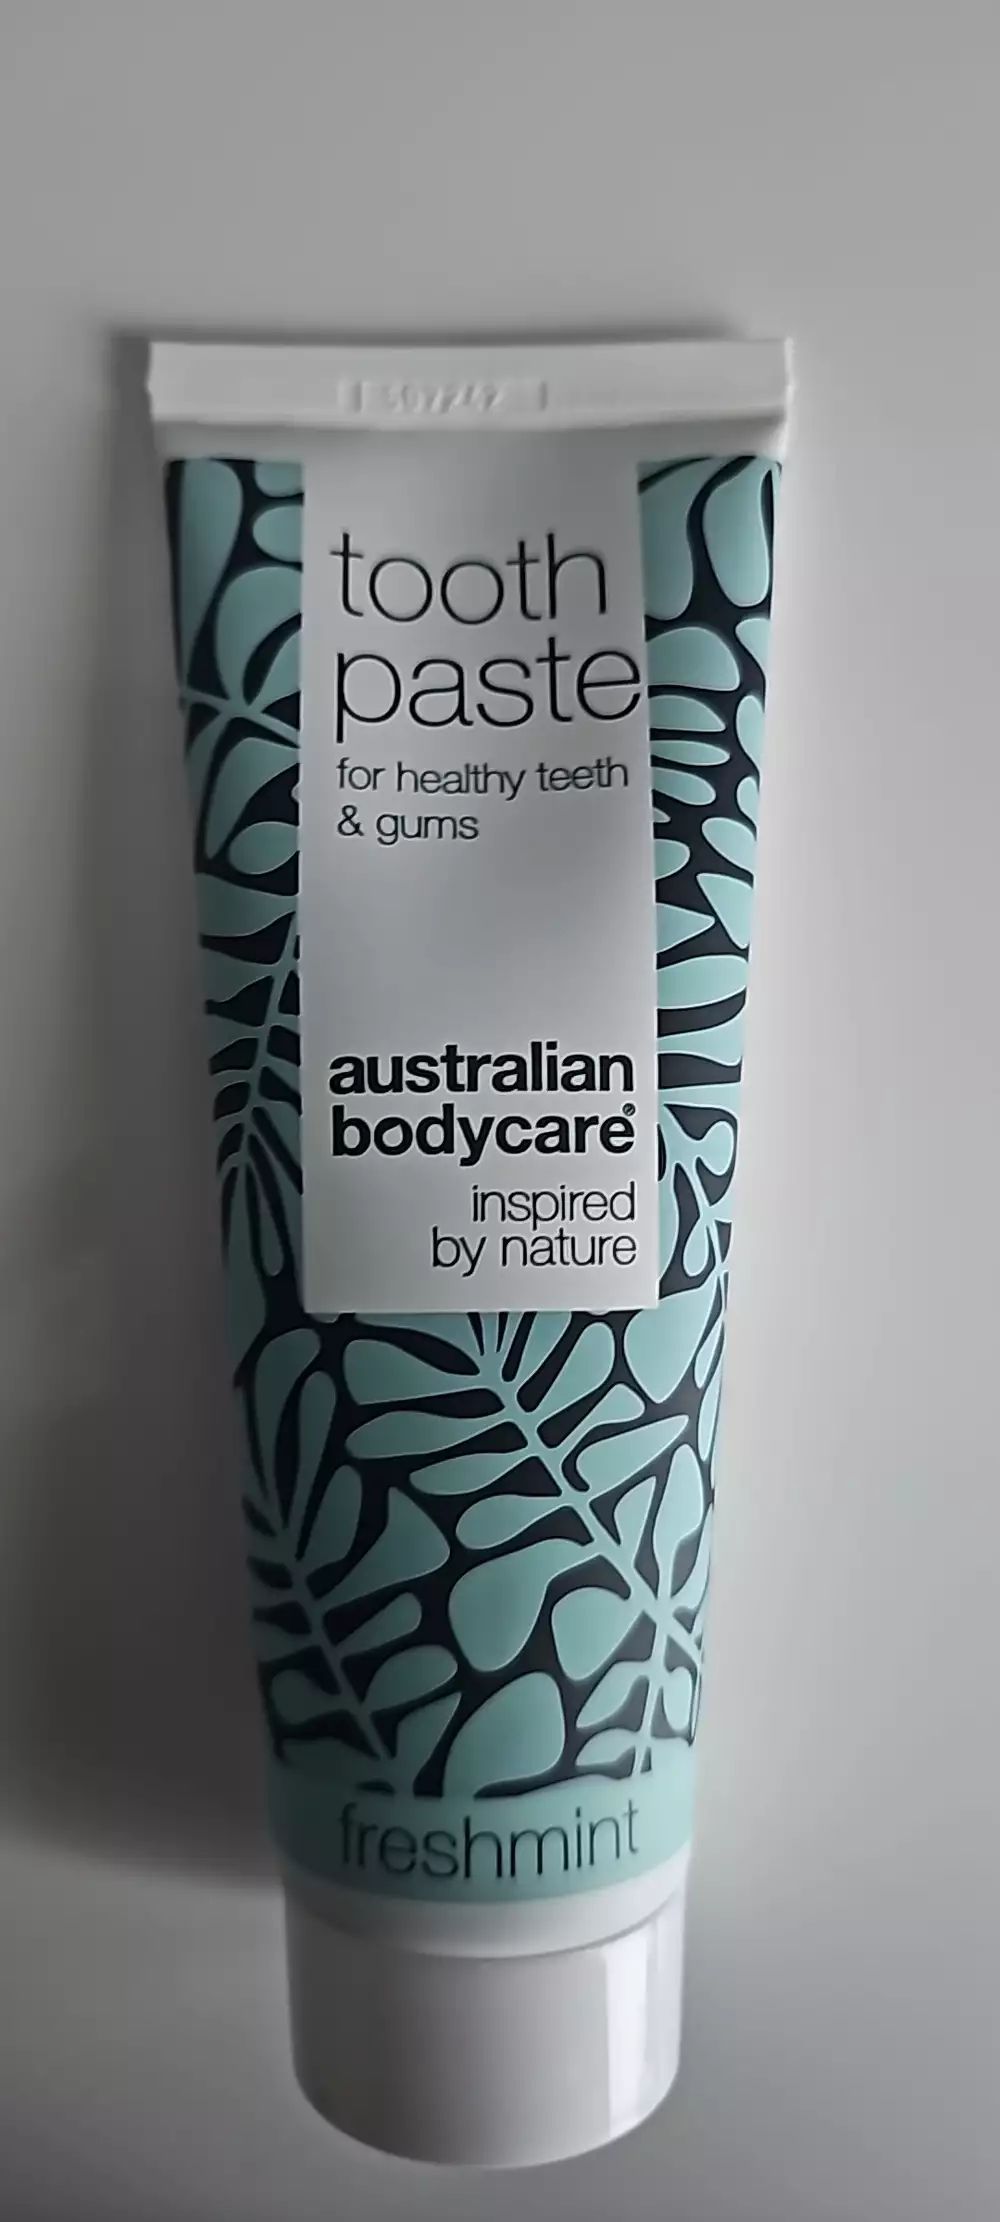 tooth
paste
for healthy teeth
& gums
australian
bodycare®
inspired
by nature
freshmint